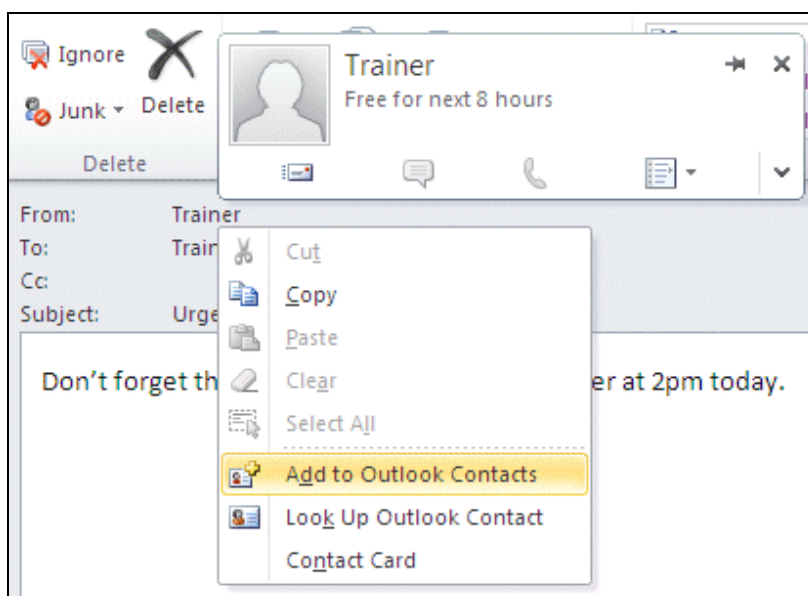 Ignore
Junk
Delete
Delete
Trainer
Free for next 8 hours
From: Trainer
To: Train
Cc:
Subject: Urge
Don't forget th er at 2pm today.
Cut
Copy
Paste
Clear
Select All
Add to Outlook Contacts
Look Up Outlook Contact
Contact Card